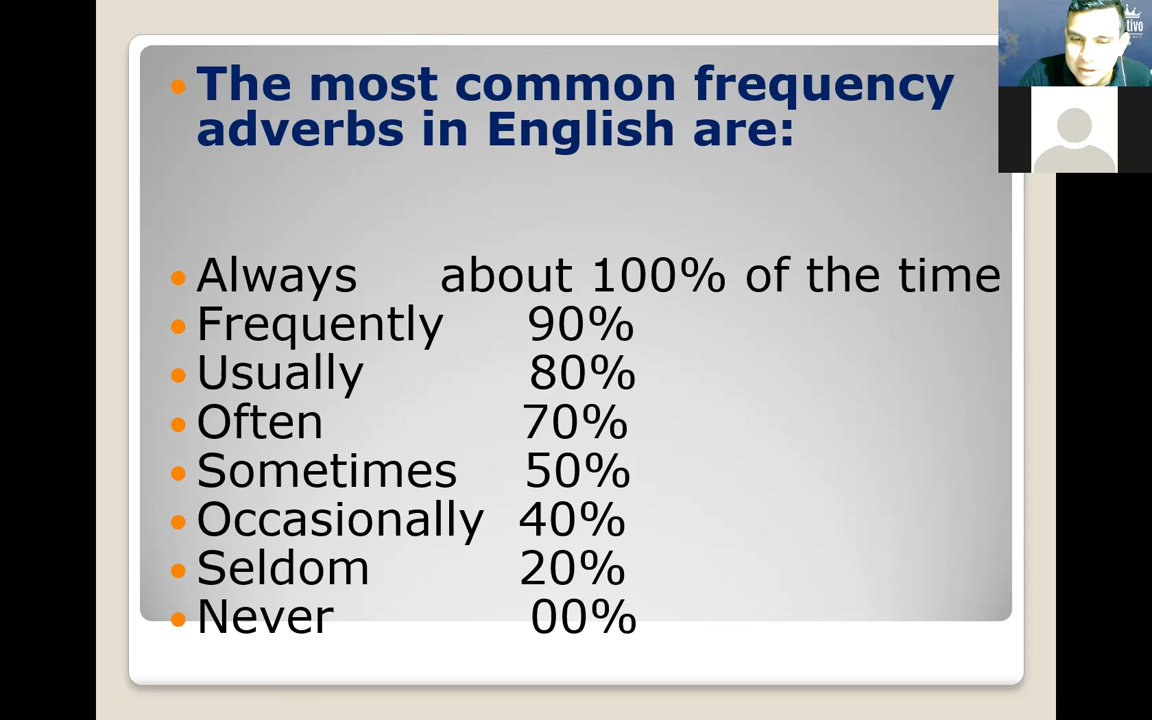 The most common frequency
adverbs in English are:
Always about 100% of the time
Frequently 90%
Usually 80%
Often 70%
Sometimes 50%
Occasionally 40%
Seldom 20%
Never 00%
tivo